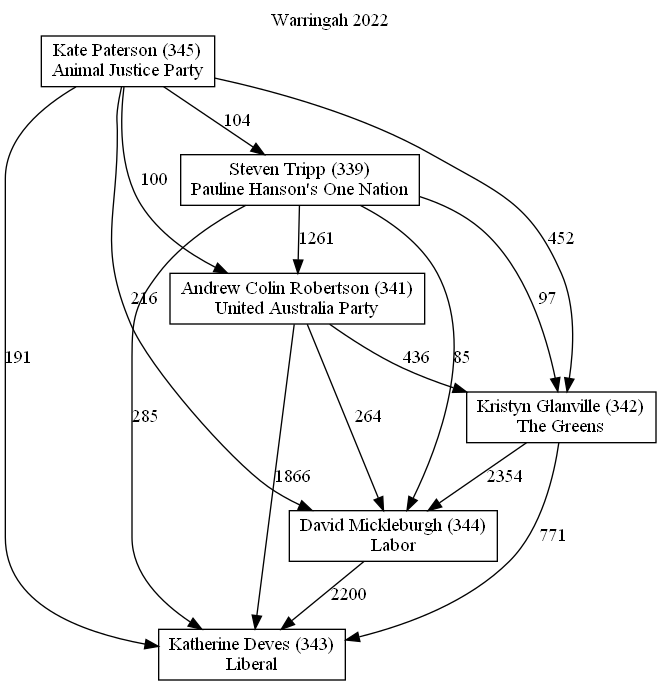 Warringah 2022
Kate Paterson (345)
Animal Justice Party
104
Steven Tripp (339)
Pauline Hanson's One Nation
100
1261
452
Andrew Colin Robertson (341)
United Australia Party
216
97
191
436
85
Kristyn Glanville (342)
The Greens
285
264
1866
2354
David Mickleburgh (344)
Labor
771
2200
Katherine Deves (343)
Liberal